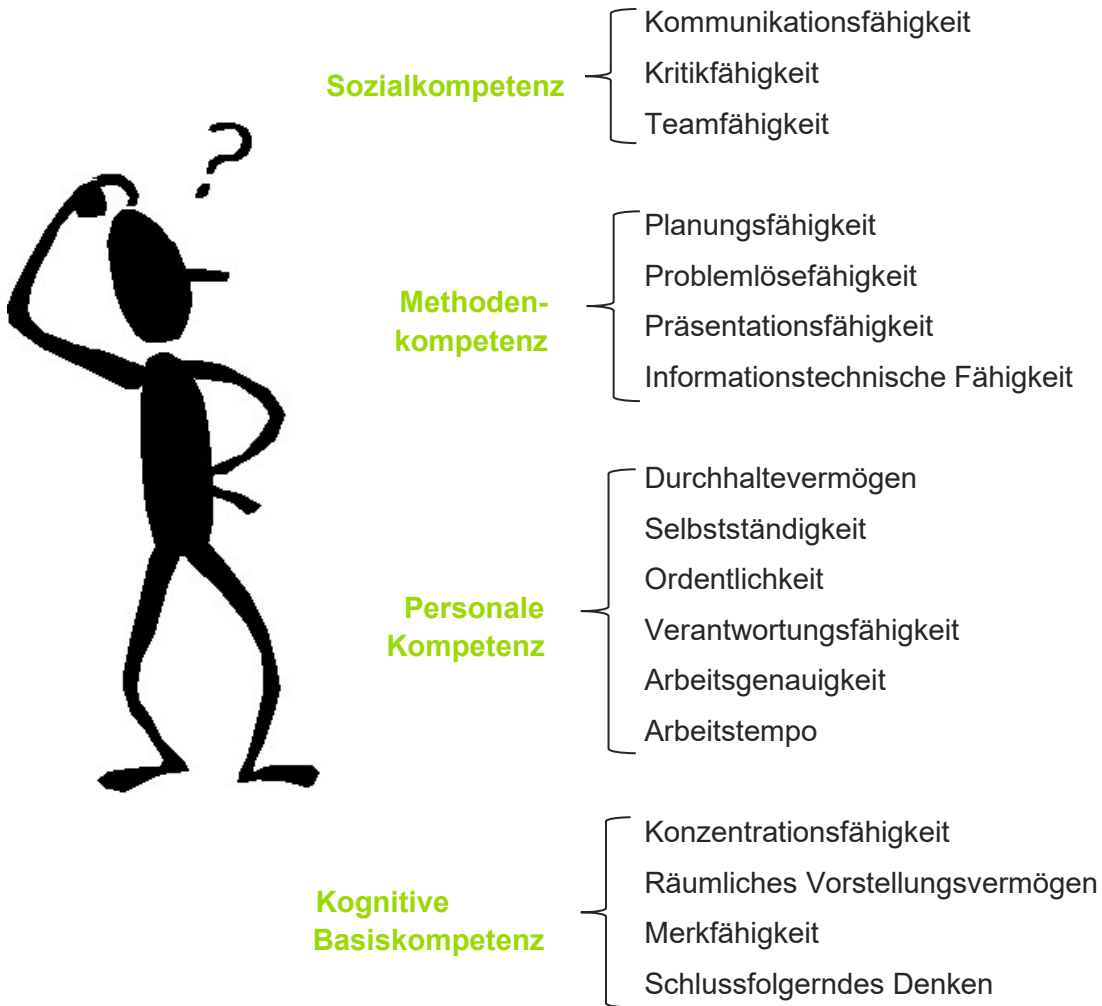 Sozialkompetenz
Kommunikationsfähigkeit
Kritikfähigkeit
Teamfähigkeit
?
Methoden-
kompetenz
Planungsfähigkeit
Problemlösefähigkeit
Präsentationsfähigkeit
Informationstechnische Fähigkeit
Personale
Kompetenz
Durchhaltevermögen
Selbstständigkeit
Ordentlichkeit
Verantwortungsfähigkeit
Arbeitsgenauigkeit
Arbeitstempo
Kognitive
Basiskompetenz
Konzentrationsfähigkeit
Räumliches Vorstellungsvermögen
Merkfähigkeit
Schlussfolgerndes Denken